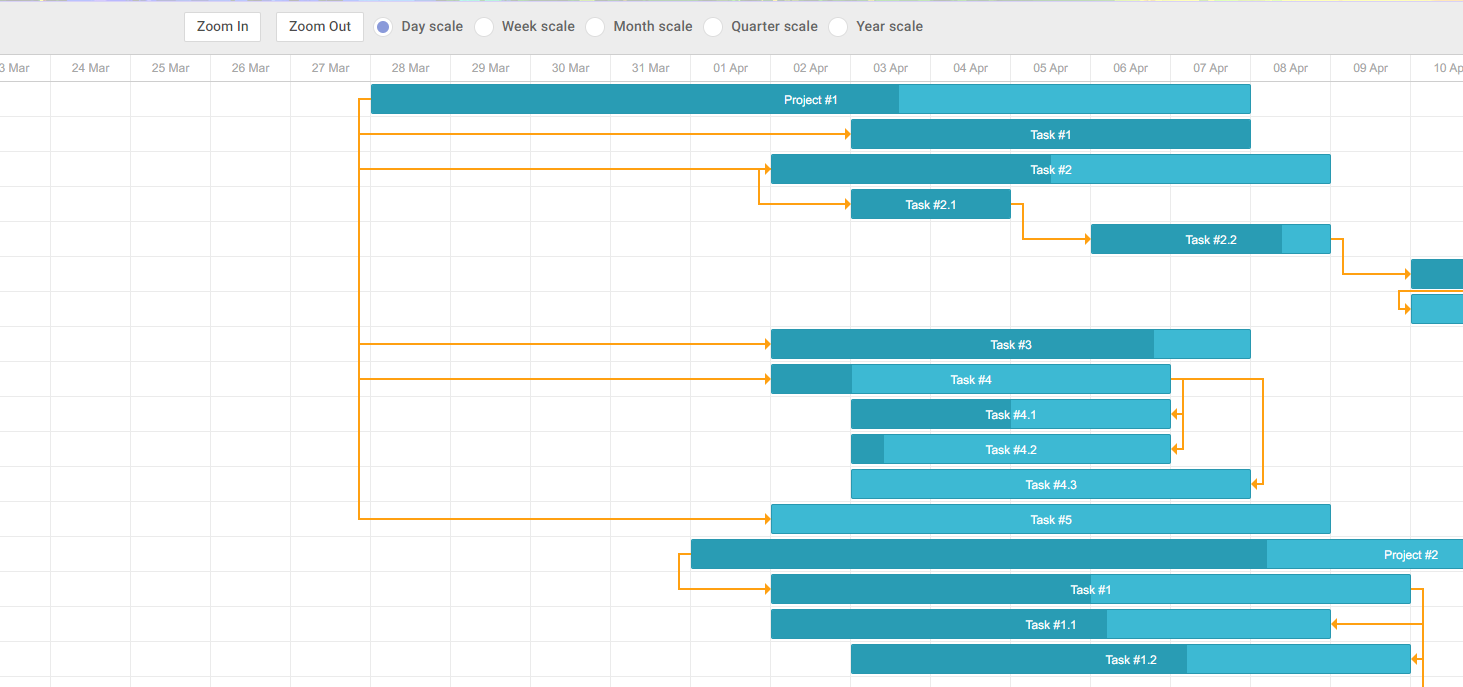 Zoom In Zoom Out Day scale Week scale Month scale Quarter scale Year scale
3 Mar 24 Mar 25 Mar 26 Mar 27 Mar 28 Mar 29 Mar 30 Mar 31 Mar 01 Apr 02 Apr 03 Apr 04 Apr 05 Apr 06 Apr 07 Apr 08 Apr 09 Apr 10 Ap
Project #1
Task #1
Task #2
Task #2.1
Task #2.2
Task #3
Task #4
Task #4.1
Task #4.2
Task #4.3
Task #5
Project #2
Task #1
Task #1.1
Task #1.2